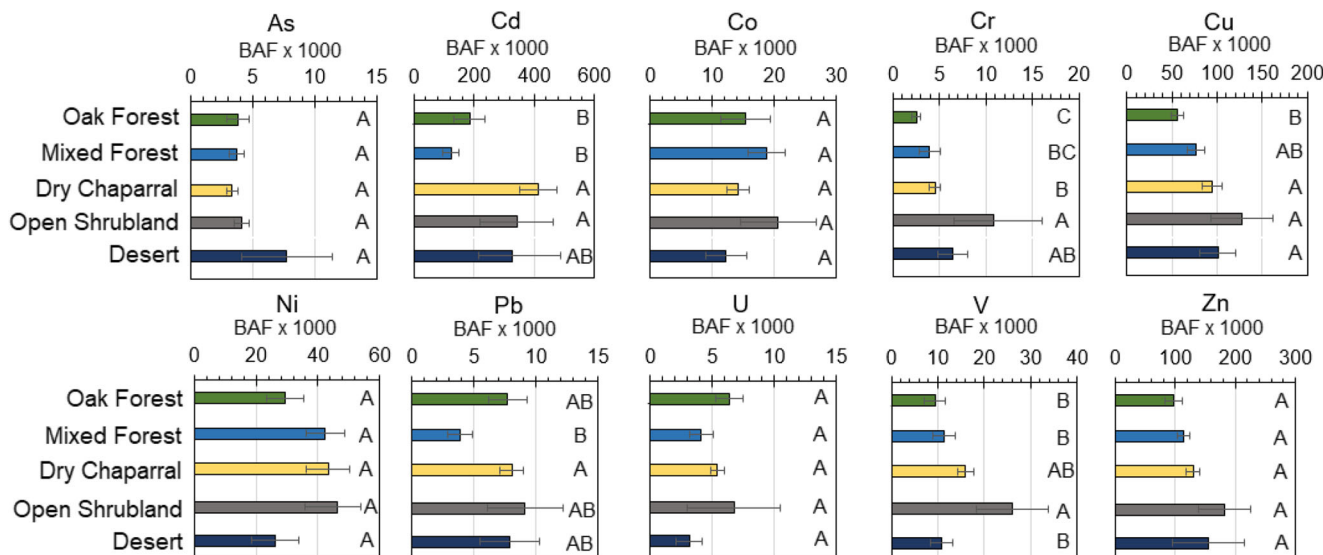 As Cd Co Cr Cu
BAF x 1000 BAF x 1000 BAF x 1000 BAF x 1000 BAF x 1000
0 5 10 15 0 200 400 600 0 10 20 30 0 5 10 15 20 0 50 100 150 200
Oak Forest A B A C B
Mixed Forest A B A BC AB
Dry Chaparral A A A B A
Open Shrubland A A A A A
Desert A AB A AB A
Ni Pb U V Zn
BAF x 1000 BAF x 1000 BAF x 1000 BAF x 1000 BAF x 1000
0 20 40 60 0 5 10 15 0 5 10 15 0 10 20 30 40 0 100 200 300
Oak Forest A AB A B A
Mixed Forest A B A B A
Dry Chaparral A A A AB A
Open Shrubland A AB A A A
Desert A AB A B A